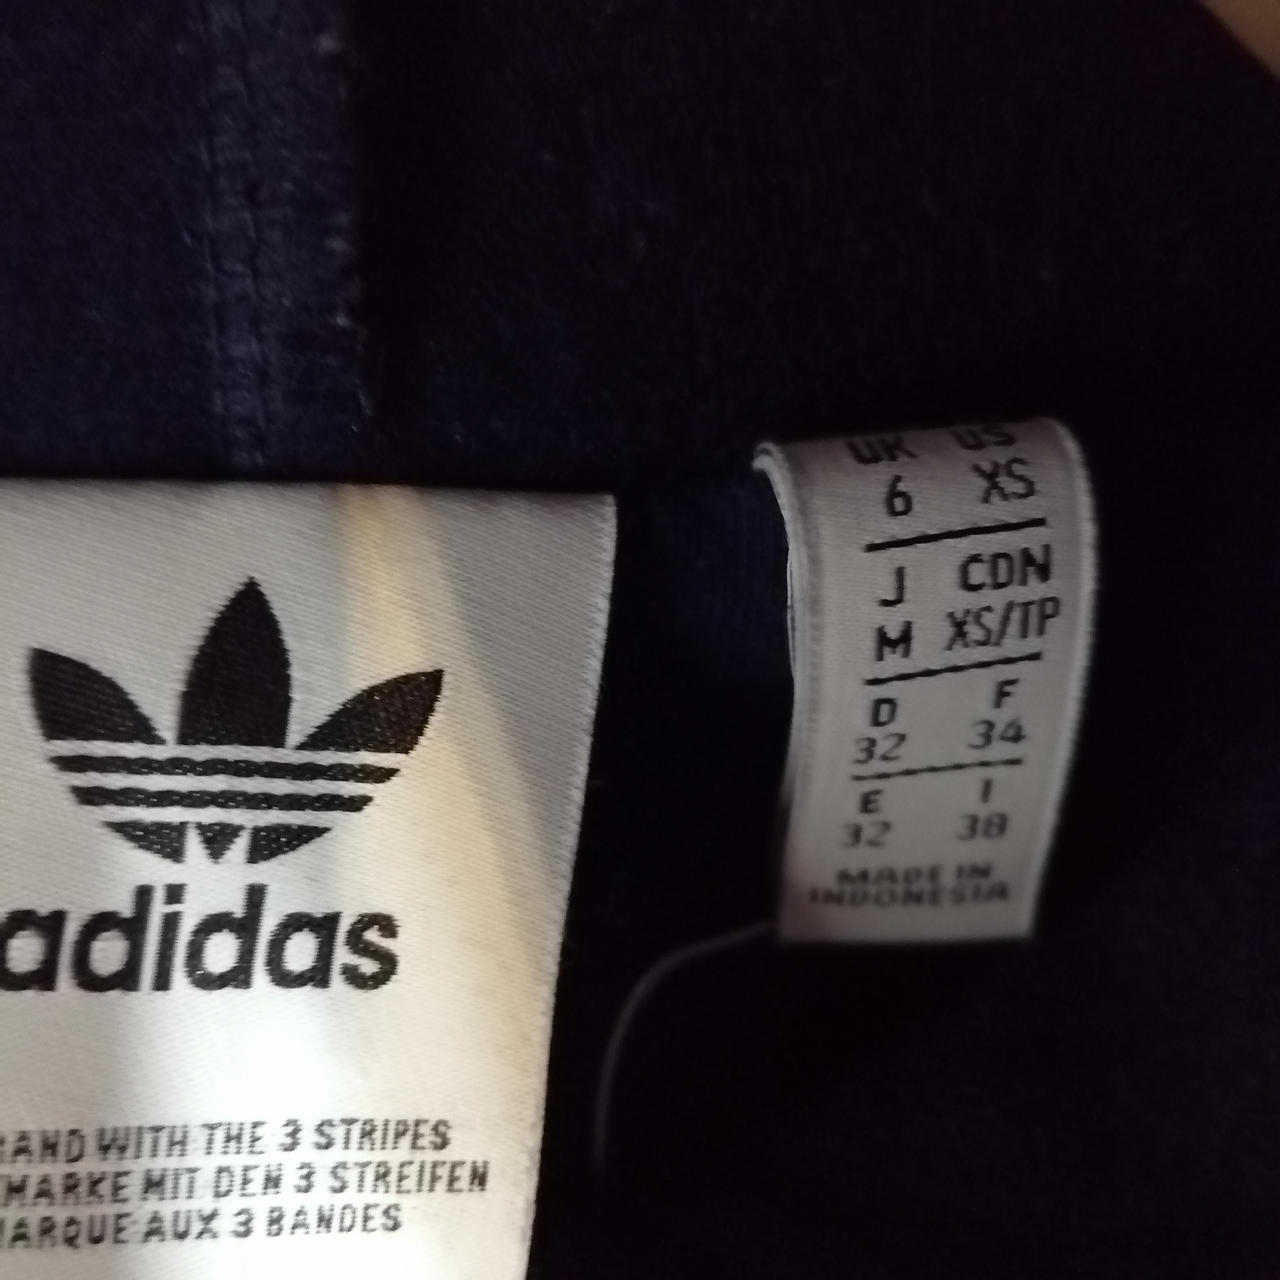 adidas
AND WITH THE 3 STRIPES
MARKE MIT DEN 3 STREIFEN
MARQUE AUX 3 BANDES
UK US
6 XS
J CDN
M XS/TP
D F
32 34
E I
32 38
MADE IN
INDONESIA